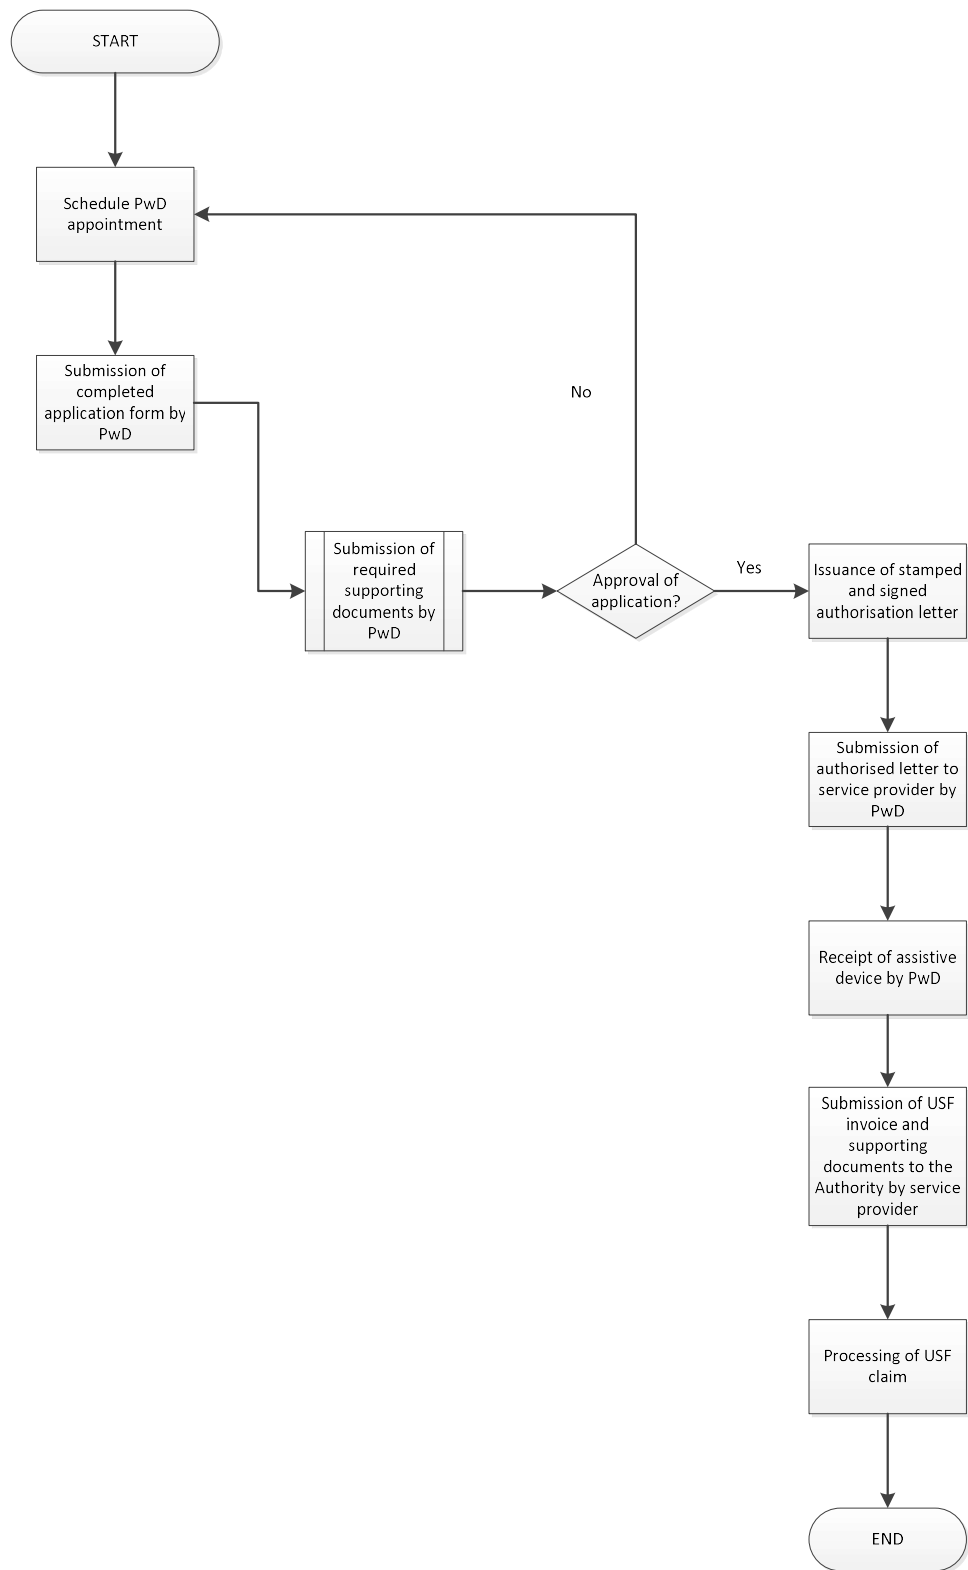 START
Schedule PwD
appointment
Submission of
completed
application form by
PwD
No
Submission of
required
supporting
documents by
PwD
Approval of
application?
Yes
Issuance of stamped
and signed
authorisation letter
Submission of
authorised letter to
service provider by
PwD
Receipt of assistive
device by PwD
Submission of USF
invoice and
supporting
documents to the
Authority by service
provider
Processing of USF
claim
END